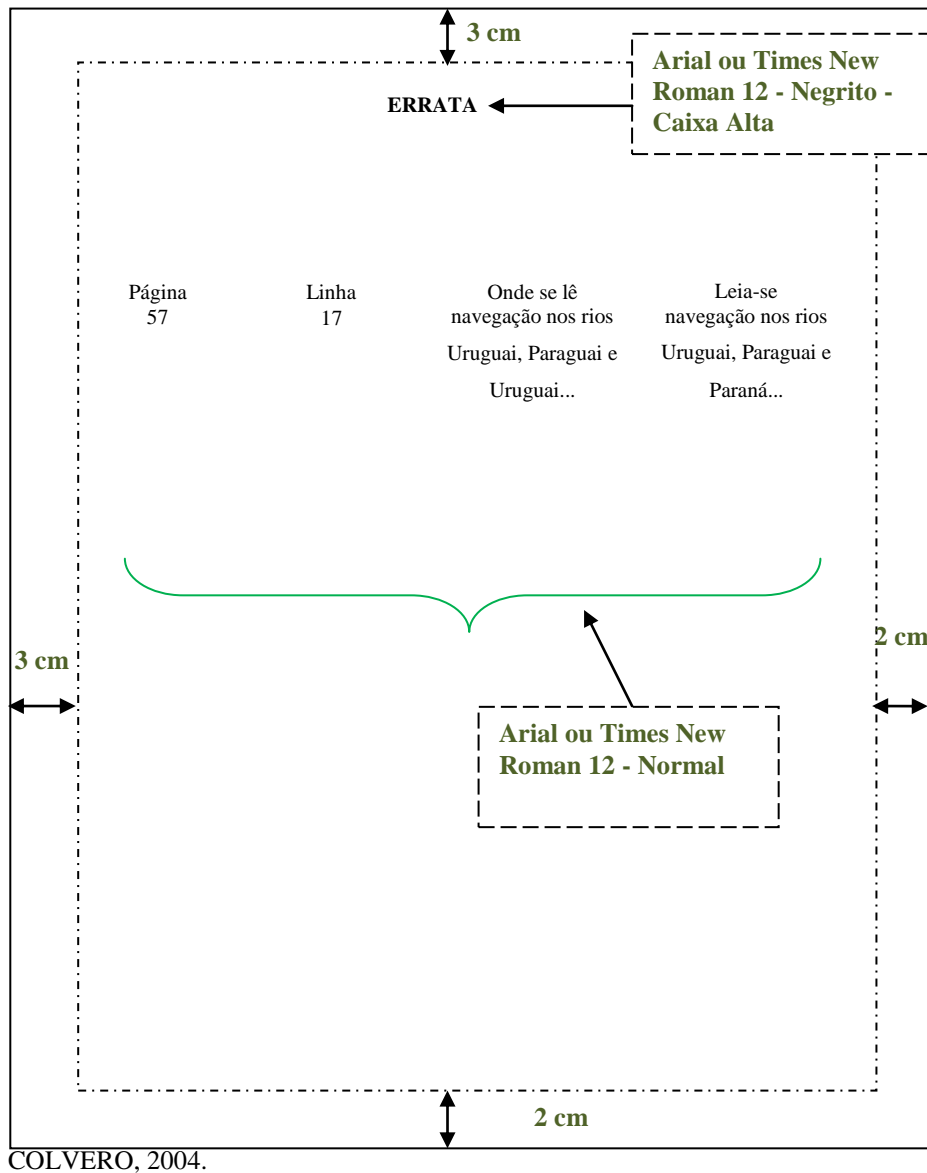 3 cm
Arial ou Times New
Roman 12 - Negrito -
Caixa Alta
ERRATA
Página
57
Linha
17
Onde se lê
navegação nos rios
Uruguai, Paraguai e
Uruguai...
Leia-se
navegação nos rios
Uruguai, Paraguai e
Paraná...
3 cm
2 cm
Arial ou Times New
Roman 12 - Normal
2 cm
COLVERO, 2004.